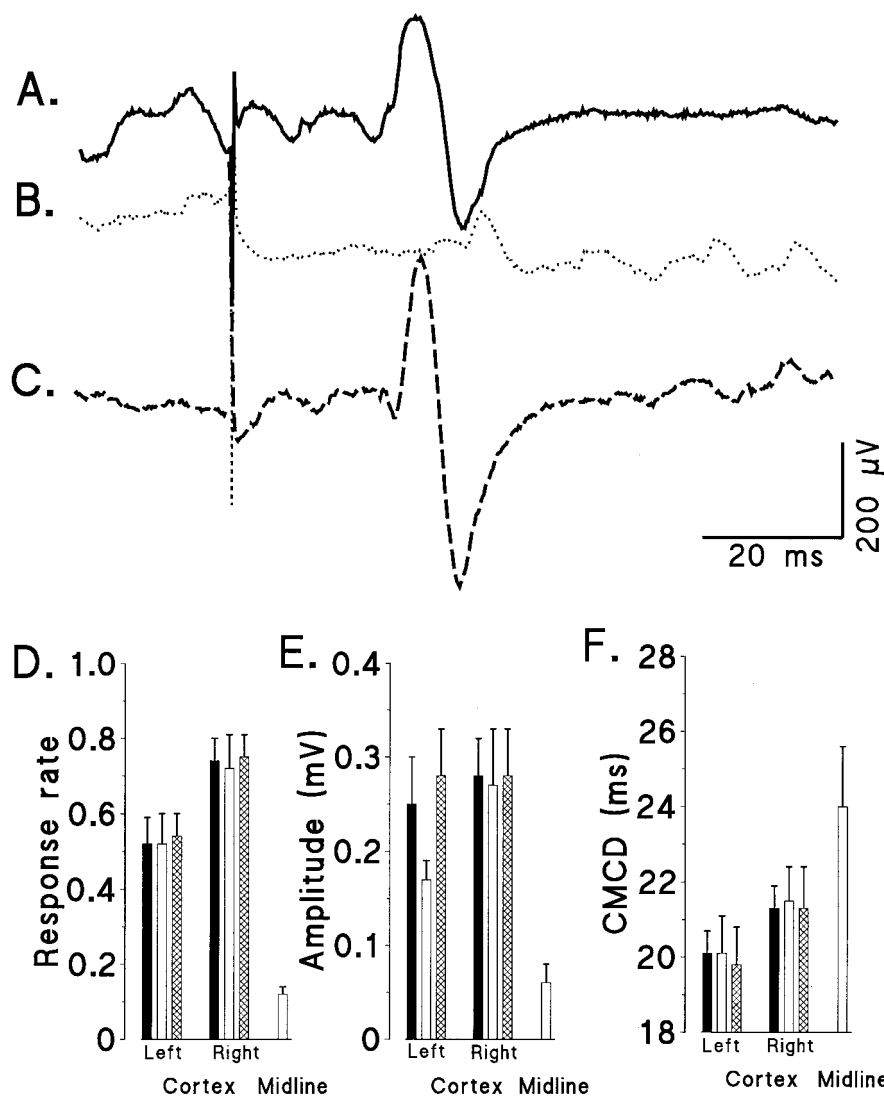 A.
B.
C.
200 μV
20 ms
D.
Response rate
1.0
0.8
0.6
0.4
0.2
0
Left
Right
Cortex Midline
E.
Amplitude (mV)
0.4
0.3
0.2
0.1
0
Left
Right
Cortex Midline
F.
CMCD (ms)
28
26
24
22
20
18
Left
Right
Cortex Midline